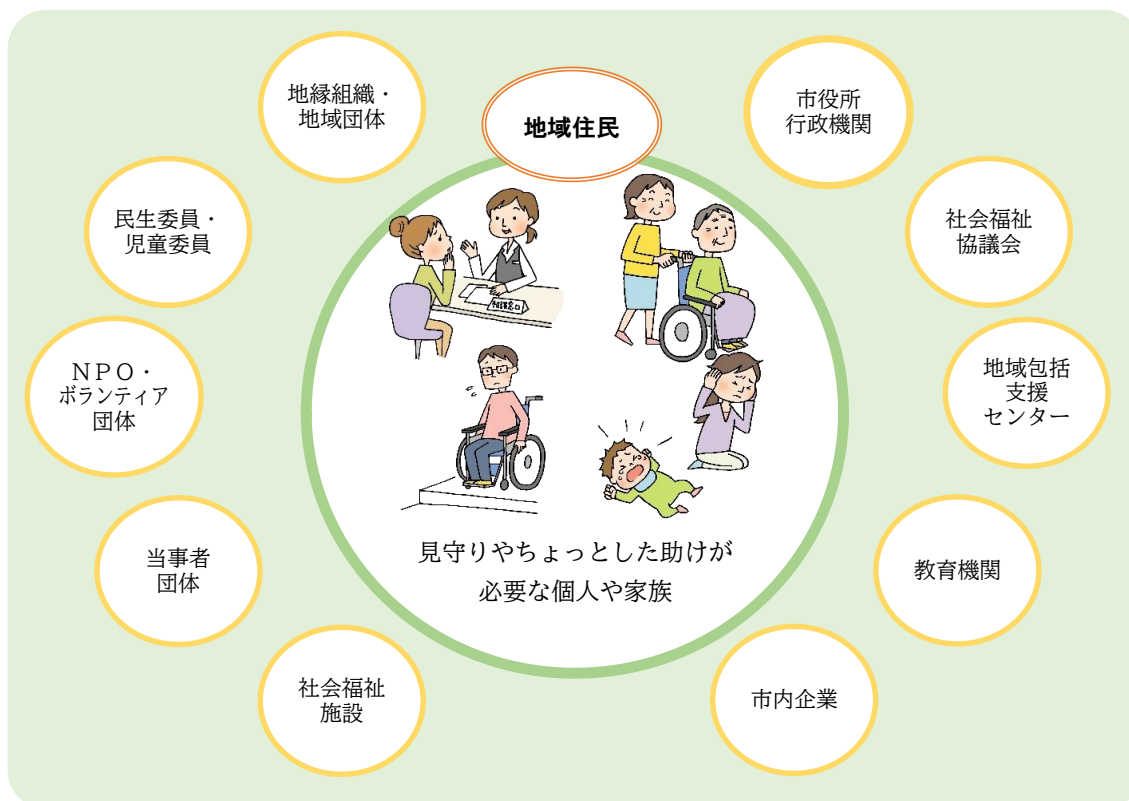 地域住民
地縁組織・
地域団体
市役所
行政機関
民生委員・
児童委員
社会福祉
協議会
NPO・
ボランティア
団体
地域包括
支援
センター
当事者
団体
教育機関
社会福祉
施設
市内企業
相談窓口
見守りやちょっとした助けが
必要な個人や家族